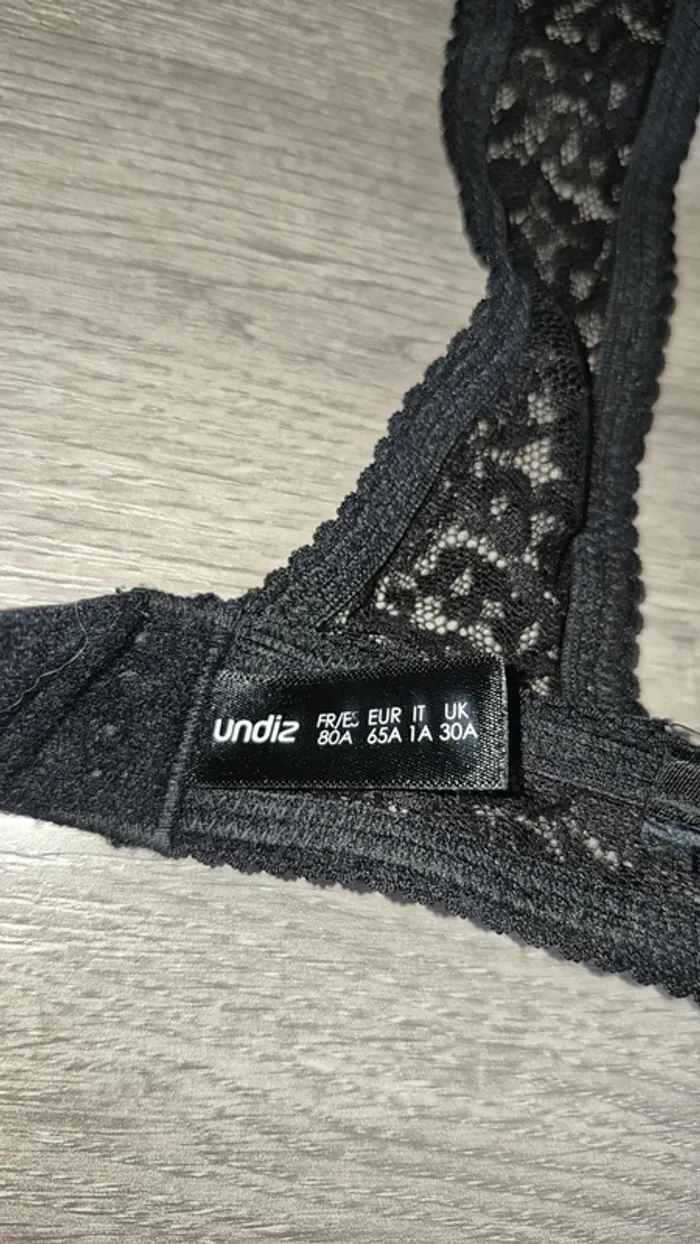 undiz FR/ES EUR IT UK
80A 65A 1A 30A